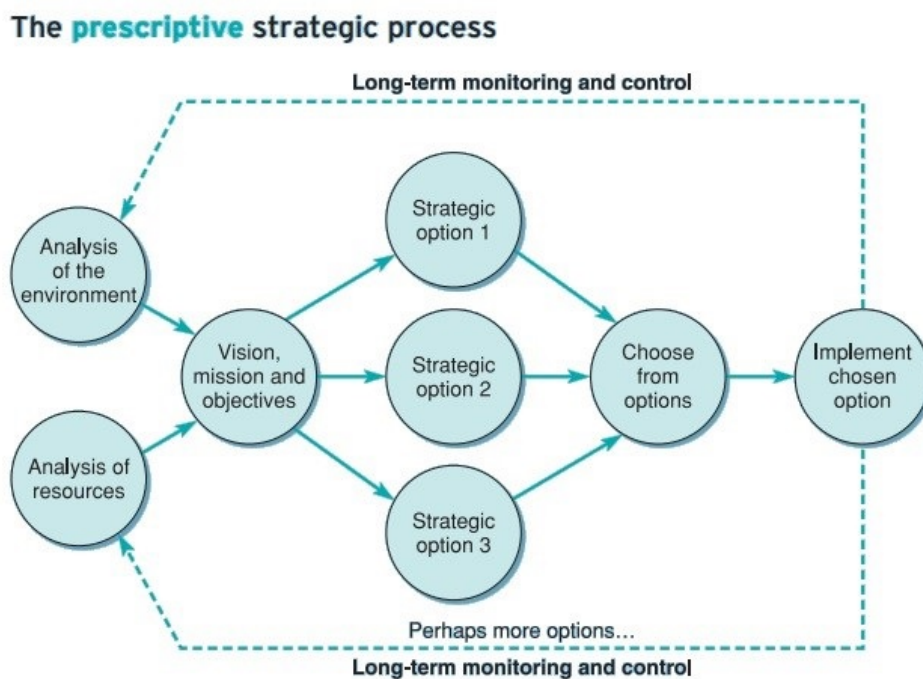 The prescriptive strategic process
Long-term monitoring and control
Analysis
of the
environment
Analysis of
resources
Vision,
mission and
objectives
Strategic
option 1
Strategic
option 2
Strategic
option 3
Choose
from
options
Implement
chosen
option
Perhaps more options...
Long-term monitoring and control